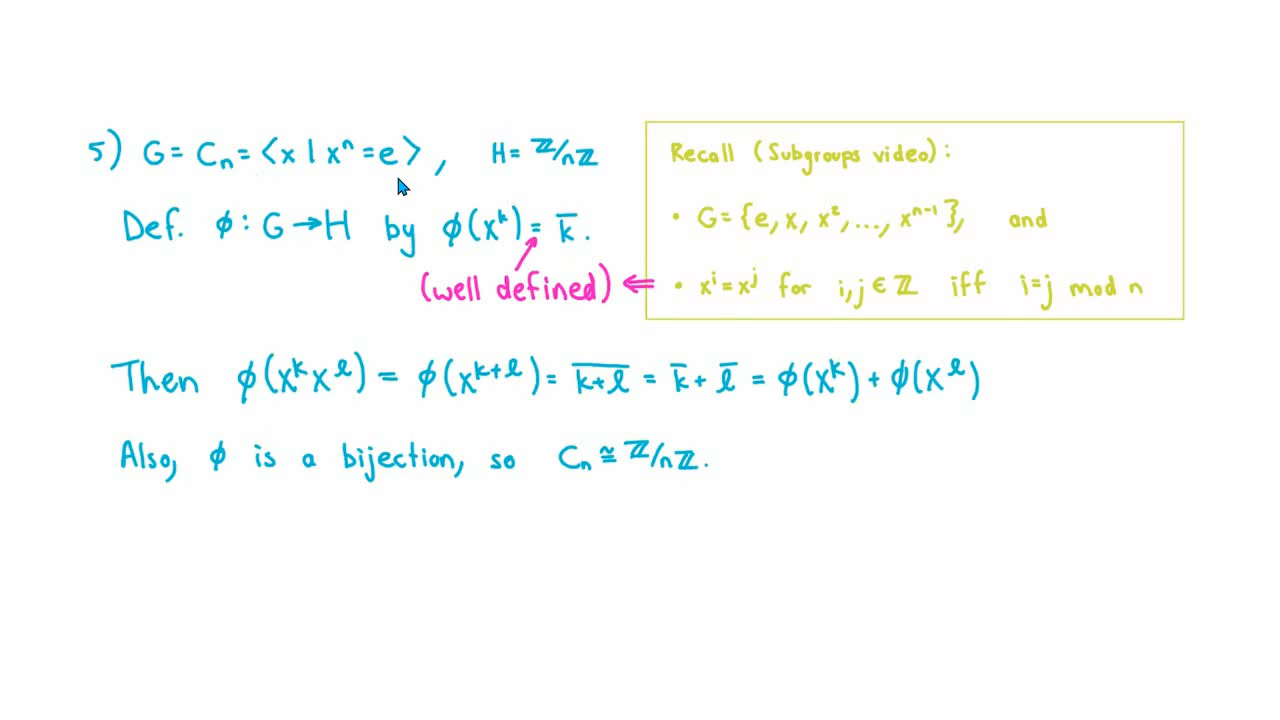 5) G = Cₙ = <x | xⁿ = e>, H = ℤ/nℤ
Def. ϕ : G → H by ϕ(xᵏ) = k̅.
(well defined) ⇐
Recall (Subgroups video):
• G = {e, x, x², ..., xⁿ⁻¹}, and
• xⁱ = xʲ for i, j ∈ ℤ iff i = j mod n
Then ϕ(xᵏxˡ) = ϕ(xᵏ⁺ˡ) = k̅+̅l̅ = k̅ + l̅ = ϕ(xᵏ) + ϕ(xˡ)
Also, ϕ is a bijection, so Cₙ ≅ ℤ/nℤ.